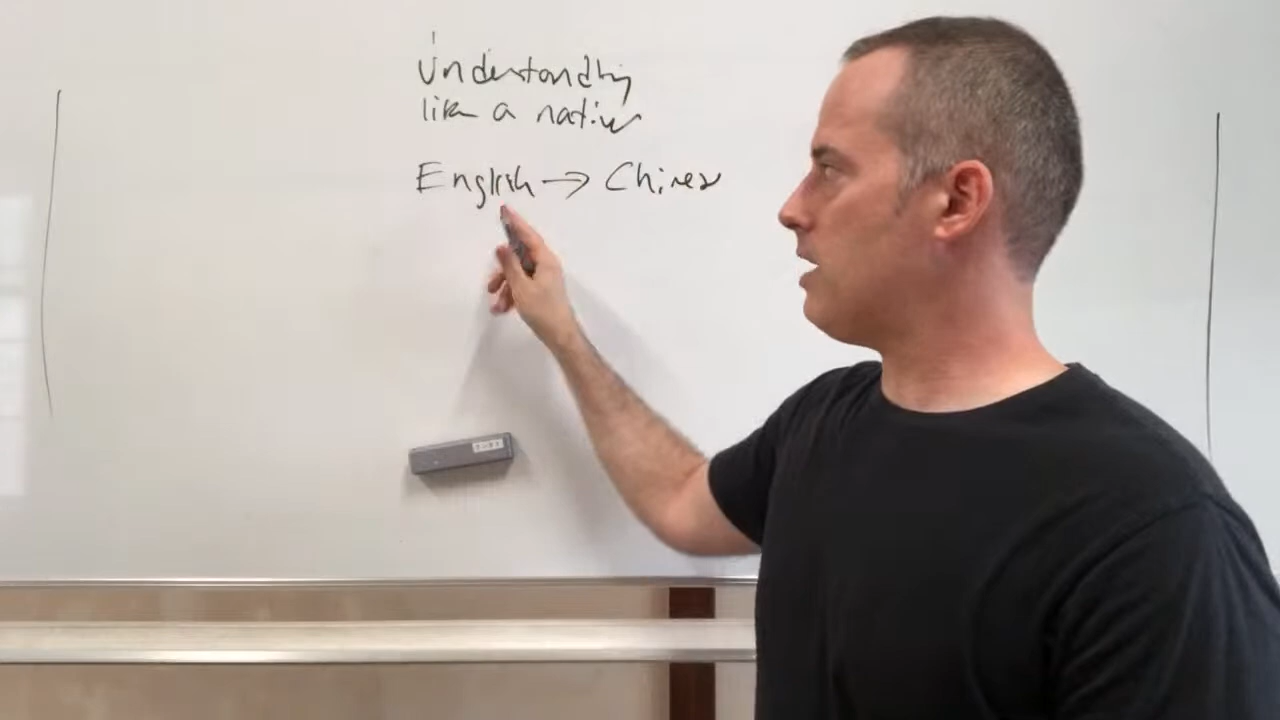 Understanding
like a native
English → Chinese